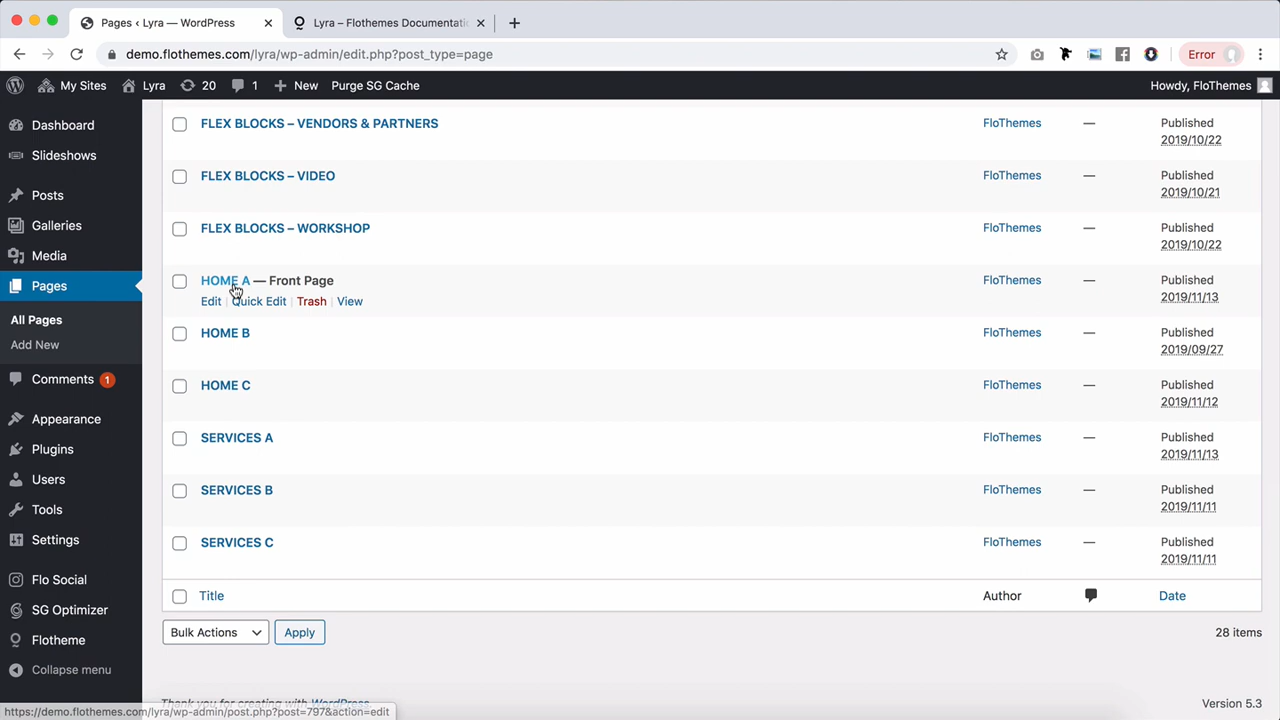 Pages ‹ Lyra — WordPress
Lyra – Flothemes Documentati
demo.flothemes.com/lyra/wp-admin/edit.php?post_type=page
Error
My Sites
Lyra
20
1
New
Purge SG Cache
Howdy, FloThemes
Dashboard
Slideshows
Posts
Galleries
Media
Pages
All Pages
Add New
Comments 1
Appearance
Plugins
Users
Tools
Settings
Flo Social
SG Optimizer
Flotheme
Collapse menu
FLEX BLOCKS – VENDORS & PARTNERS
FloThemes
—
Published
2019/10/22
FLEX BLOCKS – VIDEO
FloThemes
—
Published
2019/10/21
FLEX BLOCKS – WORKSHOP
FloThemes
—
Published
2019/10/22
HOME A — Front Page
Edit | Quick Edit | Trash | View
FloThemes
—
Published
2019/11/13
HOME B
FloThemes
—
Published
2019/09/27
HOME C
FloThemes
—
Published
2019/11/12
SERVICES A
FloThemes
—
Published
2019/11/13
SERVICES B
FloThemes
—
Published
2019/11/11
SERVICES C
FloThemes
—
Published
2019/11/11
Title
Author
Date
Bulk Actions
Apply
28 items
Thank you for creating with WordPress
Version 5.3
https://demo.flothemes.com/lyra/wp-admin/post.php?post=797&action=edit